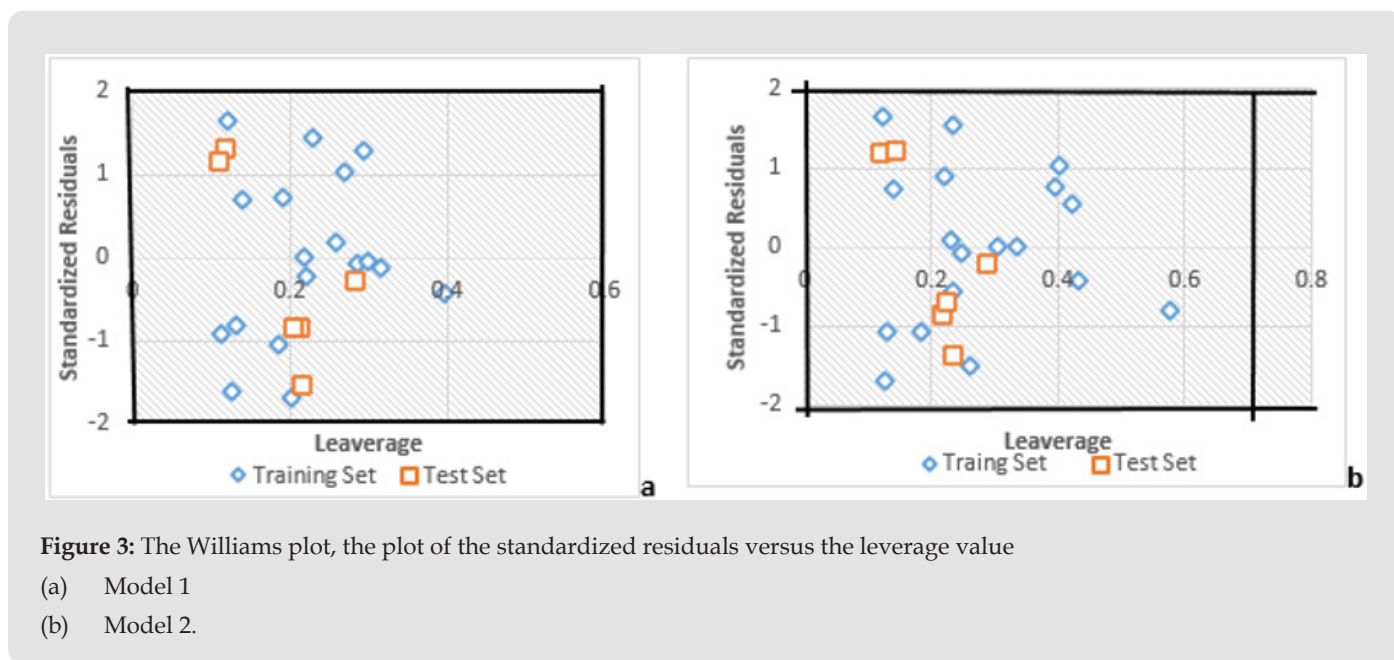 2
1
0
-1
-2
Standardized Residuals
0
0.2
0.4
0.6
Leaverage
Training Set
Test Set
a
2
1
0
-1
-2
Standardized Residuals
0
0.2
0.4
0.6
0.8
Leaverage
Traing Set
Test Set
b
Figure 3: The Williams plot, the plot of the standardized residuals versus the leverage value
(a) Model 1
(b) Model 2.